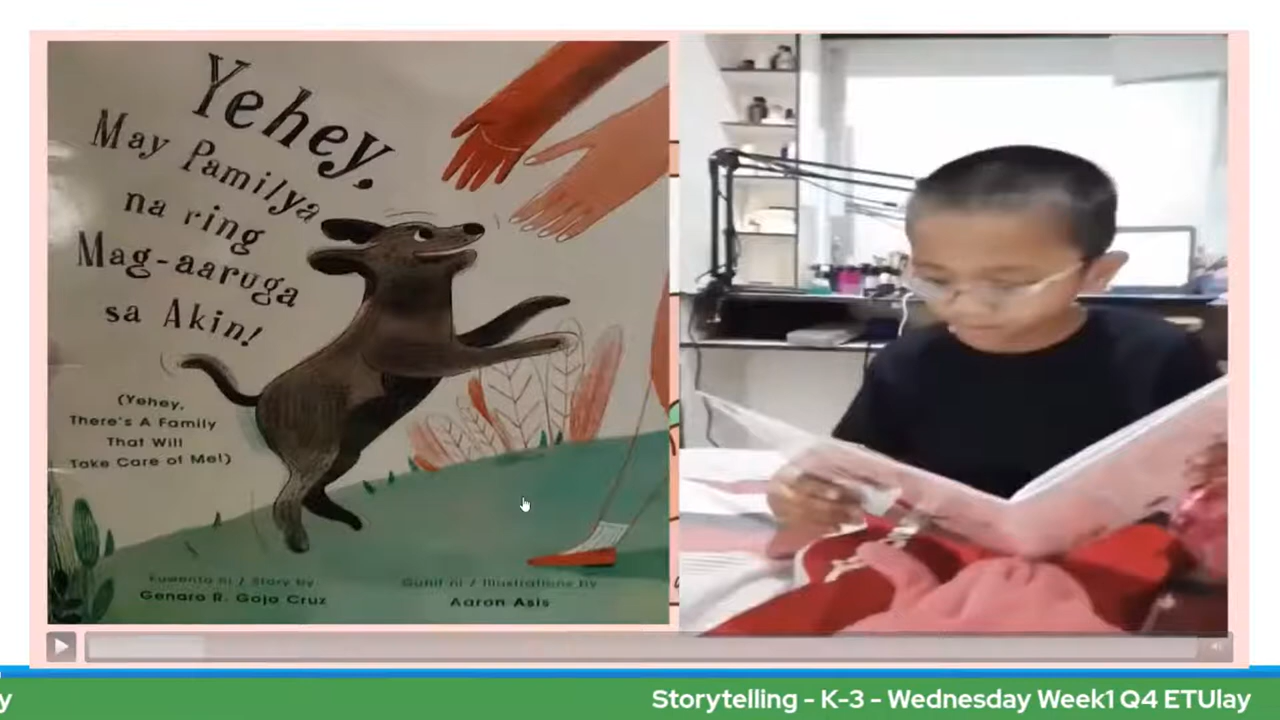 Yehey,
May Pamilya
na ring
Mag-aaruga
sa Akin!
(Yehey,
There's A Family
That Will
Take Care of Me!)
Kuwento ni / Story by
Genaro R. Gojo Cruz
Guhit ni / Illustrations by
Aaron Asis
y
Storytelling - K-3 - Wednesday Week1 Q4 ETUlay